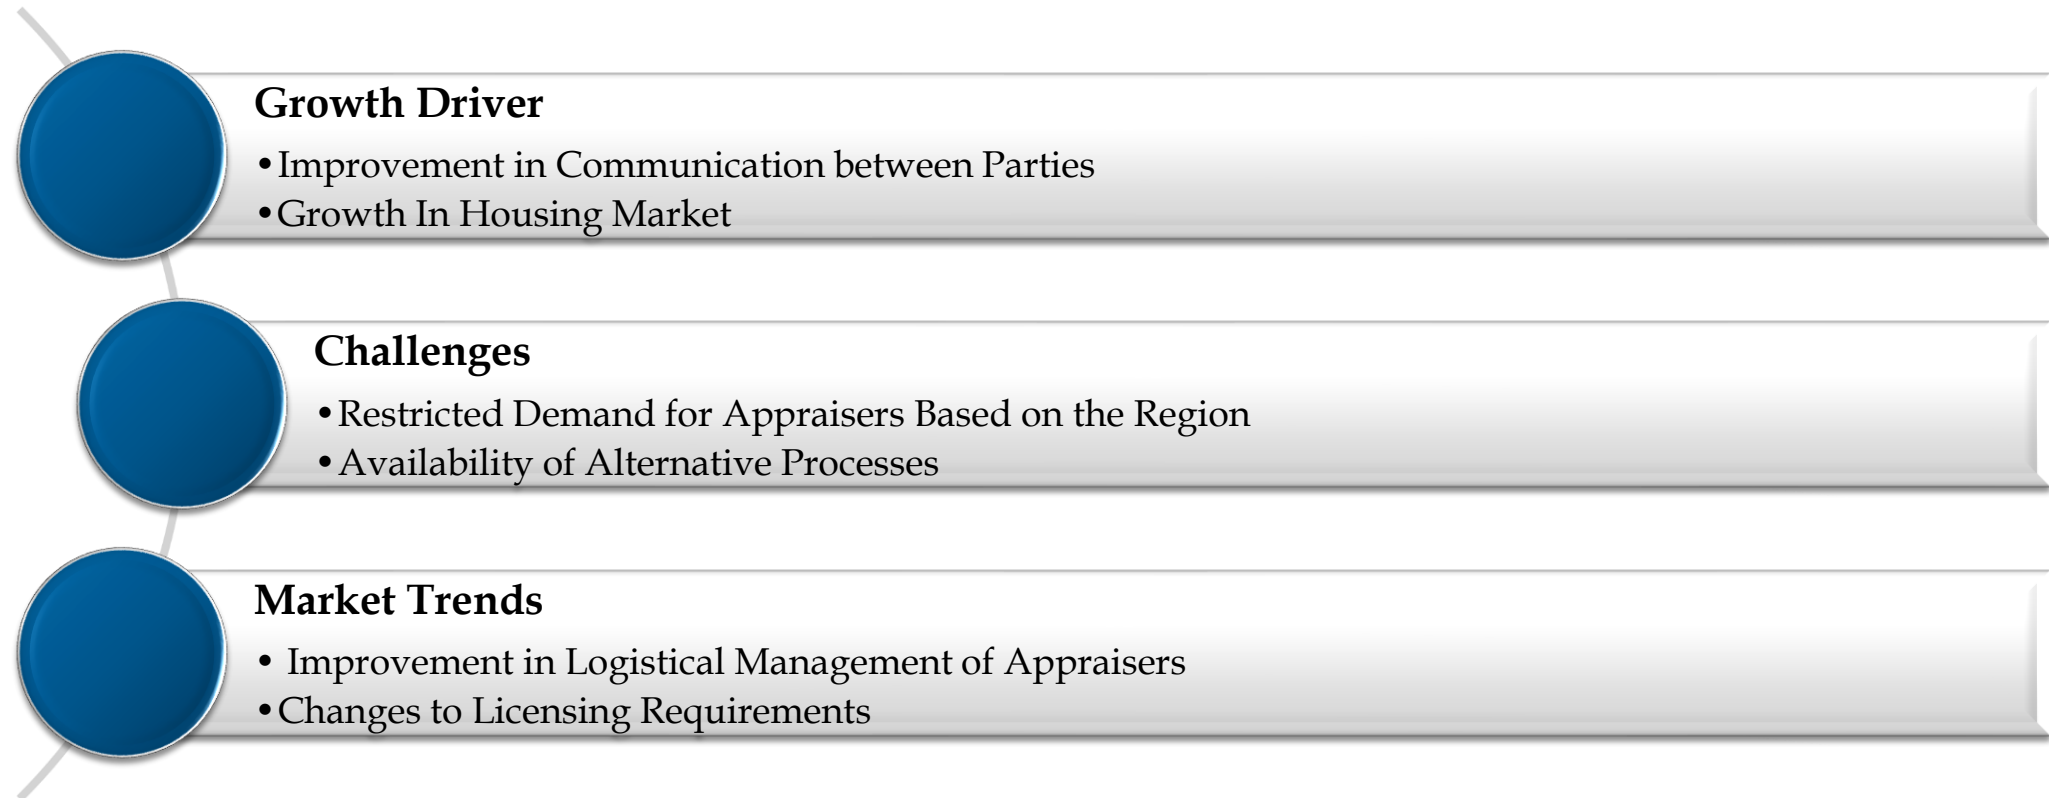 Growth Driver
•Improvement in Communication between Parties
•Growth In Housing Market
Challenges
•Restricted Demand for Appraisers Based on the Region
•Availability of Alternative Processes
Market Trends
• Improvement in Logistical Management of Appraisers
•Changes to Licensing Requirements